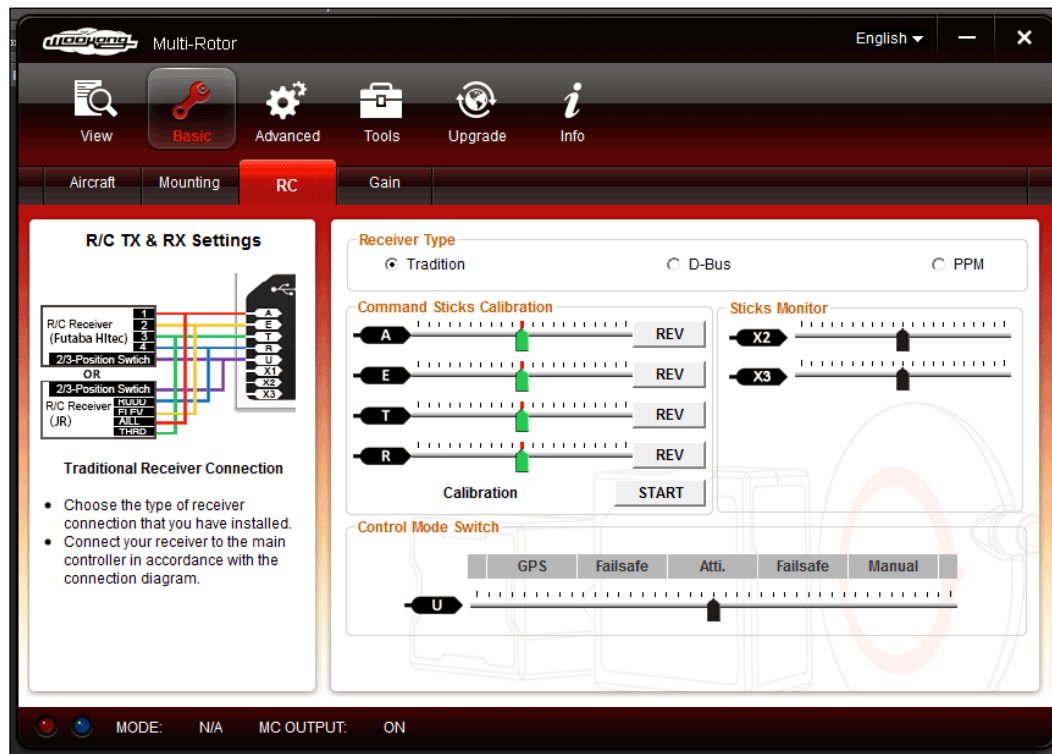 WooKong Multi-Rotor English
View Basic Advanced Tools Upgrade Info
Aircraft Mounting RC Gain
R/C TX & RX Settings
R/C Receiver
(Futaba HItec)
1
2
3
4
2/3-Position Swtich
OR
2/3-Position Swtich
R/C Receiver
(JR)
RUDD
ELEV
AILL
THRD
A
E
T
R
U
X1
X2
X3
Traditional Receiver Connection
• Choose the type of receiver
connection that you have installed.
• Connect your receiver to the main
controller in accordance with the
connection diagram.
Receiver Type
Tradition D-Bus PPM
Command Sticks Calibration
A REV
E REV
T REV
R REV
Calibration START
Sticks Monitor
X2
X3
Control Mode Switch
GPS Failsafe Atti. Failsafe Manual
U
MODE: N/A MC OUTPUT: ON